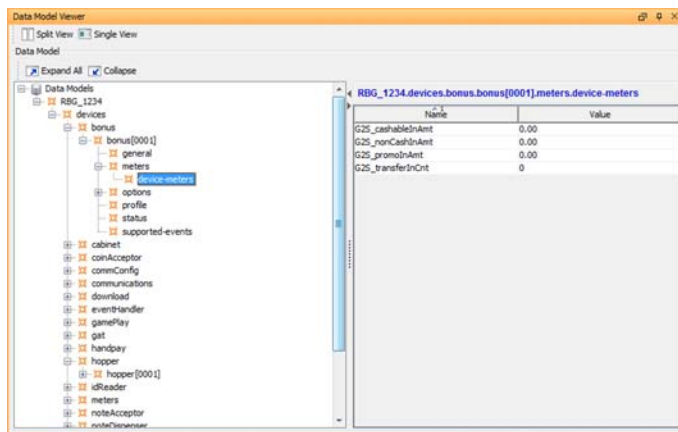 Data Model Viewer
Split View Single View
Data Model
Expand All Collapse
Data Models
RBG_1234
devices
bonus
bonus[0001]
general
meters
device-meters
options
profile
status
supported-events
cabinet
coinAcceptor
commConfig
communications
download
eventHandler
gamePlay
gat
handpay
hopper
hopper[0001]
idReader
meters
noteAcceptor
noteDispenser
RBG_1234.devices.bonus.bonus[0001].meters.device-meters
Name Value
G2S_cashableInAmt 0.00
G2S_nonCashInAmt 0.00
G2S_promoInAmt 0.00
G2S_transferInCnt 0